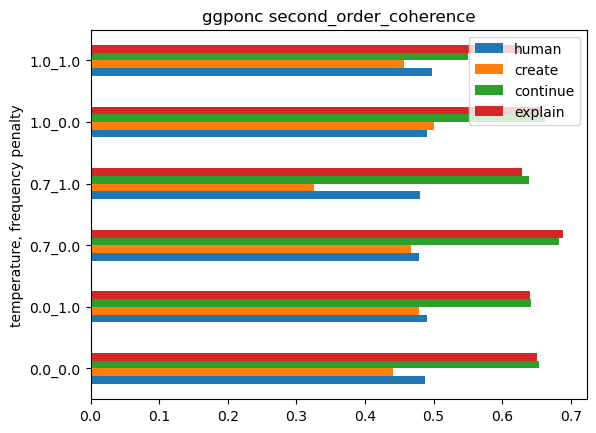 ggponc second_order_coherence
human
create
continue
explain
temperature, frequency penalty
1.0_1.0
1.0_0.0
0.7_1.0
0.7_0.0
0.0_1.0
0.0_0.0
0.0 0.1 0.2 0.3 0.4 0.5 0.6 0.7